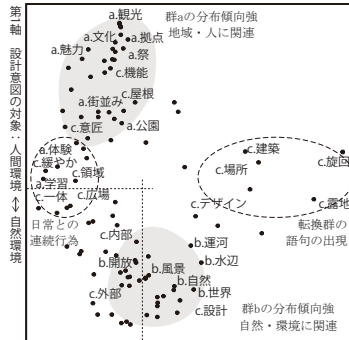 第一軸　設計意図の対象：人間環境⇔自然環境
a.観光
a.文化
a.拠点
a.魅力
a.祭
c.機能
群aの分布傾向強
地域・人に関連
c.屋根
a.街並み
c.意匠
a.公園
a.体験
c.緩やか
c.領域
a.学習
c.一体
c.広場
c.建築
c.旋回
c.場所
c.デザイン
c.露地
日常との
連続行為
転換群の
語句の出現
c.内部
b.運河
b.開放
b.風景
b.水辺
b.自然
b.世界
c.外部
c.設計
群bの分布傾向強
自然・環境に関連